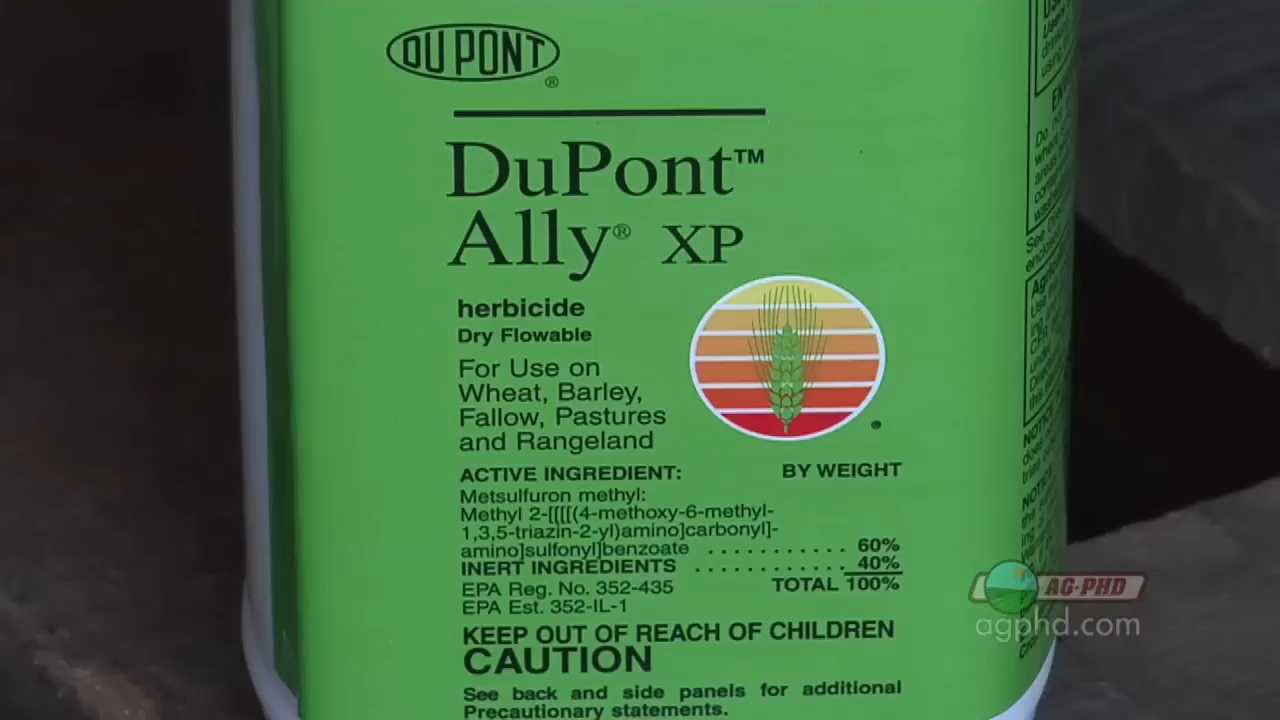 DU PONT
®
DuPont™
Ally® XP
herbicide
Dry Flowable
For Use on
Wheat, Barley,
Fallow, Pastures
and Rangeland
®
ACTIVE INGREDIENT: BY WEIGHT
Metsulfuron methyl:
Methyl 2-[[[[(4-methoxy-6-methyl-
1,3,5-triazin-2-yl)amino]carbonyl]-
amino]sulfonyl]benzoate . . . . . . . . . . . 60%
INERT INGREDIENTS . . . . . . . . . . . . 40%
TOTAL 100%
EPA Reg. No. 352-435
EPA Est. 352-IL-1
KEEP OUT OF REACH OF CHILDREN
CAUTION
See back and side panels for additional
Precautionary statements.
AG·PHD
agphd.com